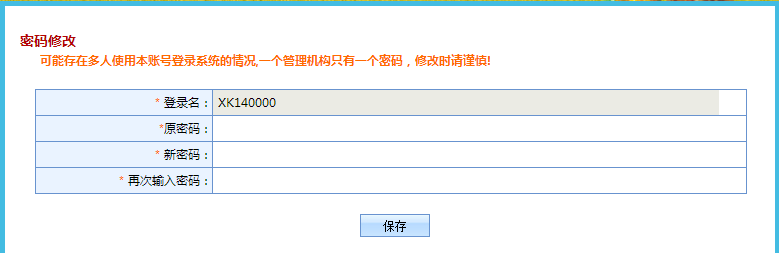 密码修改
可能存在多人使用本账号登录系统的情况,一个管理机构只有一个密码，修改时请谨慎!
* 登录名： XK140000
*原密码：
* 新密码：
* 再次输入密码：
保存